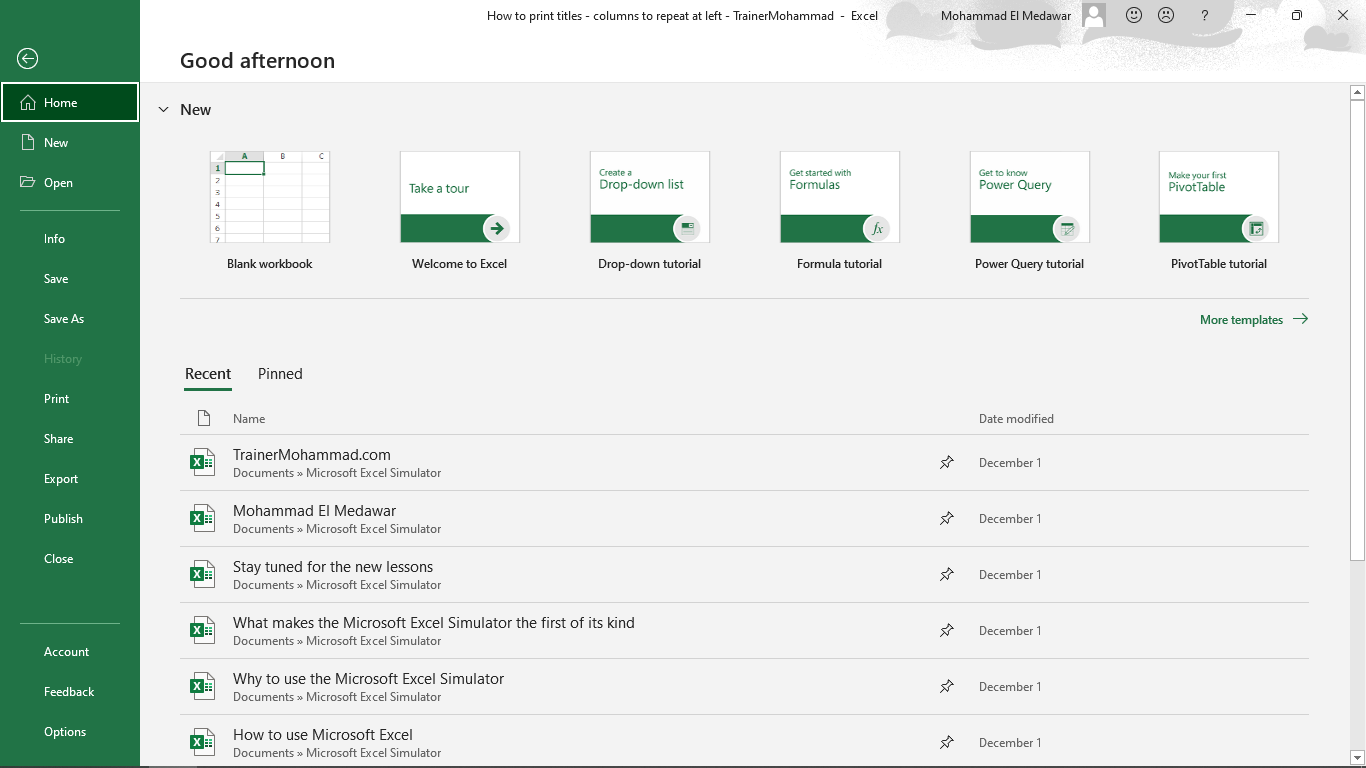 How to print titles - columns to repeat at left - TrainerMohammad - Excel
Mohammad El Medawar
?
Good afternoon
Home
New
Open
Info
Save
Save As
History
Print
Share
Export
Publish
Close
Account
Feedback
Options
New
A B C
1
2
3
4
5
6
7
Blank workbook
Take a tour
Welcome to Excel
Create a
Drop-down list
Drop-down tutorial
Get started with
Formulas
fx
Formula tutorial
Get to know
Power Query
Power Query tutorial
Make your first
PivotTable
PivotTable tutorial
More templates
Recent Pinned
Name Date modified
TrainerMohammad.com
Documents » Microsoft Excel Simulator
December 1
Mohammad El Medawar
Documents » Microsoft Excel Simulator
December 1
Stay tuned for the new lessons
Documents » Microsoft Excel Simulator
December 1
What makes the Microsoft Excel Simulator the first of its kind
Documents » Microsoft Excel Simulator
December 1
Why to use the Microsoft Excel Simulator
Documents » Microsoft Excel Simulator
December 1
How to use Microsoft Excel
Documents » Microsoft Excel Simulator
December 1